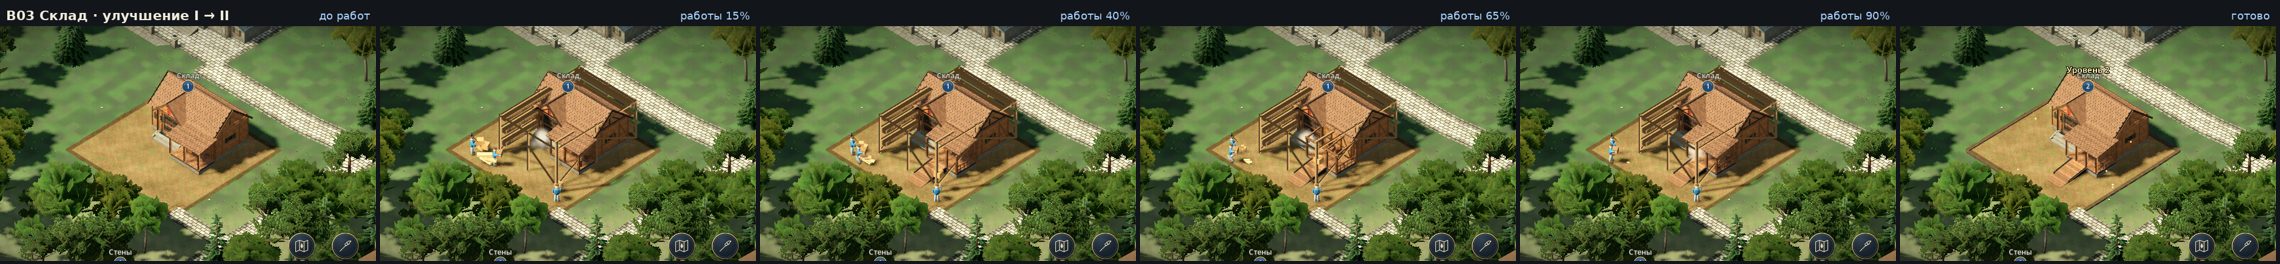 B03 Склад · улучшение I → II
до работ
работы 15%
работы 40%
работы 65%
работы 90%
готово
Склад
1
Стены
Склад
1
Стены
Склад
1
Стены
Склад
1
Склад
1
Стены
Стены
Уровень 2
Склад
2
Стены